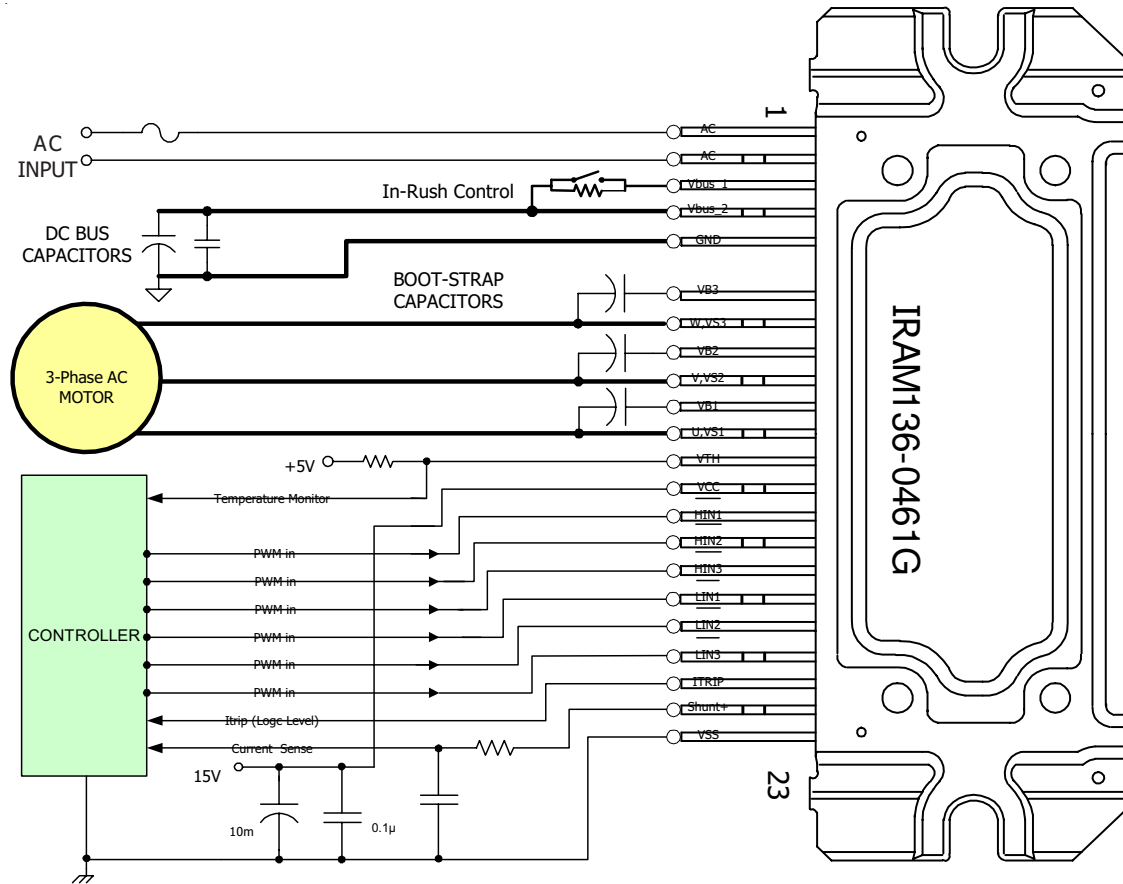 1
AC
INPUT
AC
AC
In-Rush Control
Vbus_1
Vbus_2
DC BUS
CAPACITORS
GND
BOOT-STRAP
CAPACITORS
VB3
W,VS3
VB2
3-Phase AC
MOTOR
V,VS2
VB1
U,VS1
IRAM136-0461G
+5V
VTH
Temperature Monitor
VCC
HIN1
HIN2
PWM in
HIN3
PWM in
LIN1
PWM in
LIN2
CONTROLLER
PWM in
LIN3
PWM in
ITRIP
PWM in
Shunt+
Itrip (Logc Level)
VSS
Current Sense
15V
23
10m
0.1µ